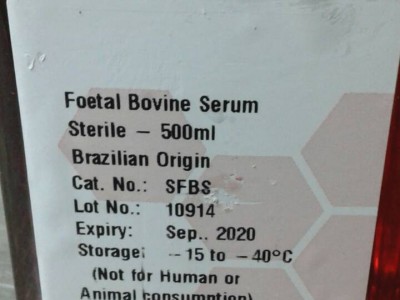 Foetal Bovine Serum
Sterile – 500ml
Brazilian Origin
Cat. No.: SFBS
Lot No.: 10914
Expiry: Sep.. 2020
Storage: -- 15 to – 40ºC
(Not for Human or
Animal consumption)